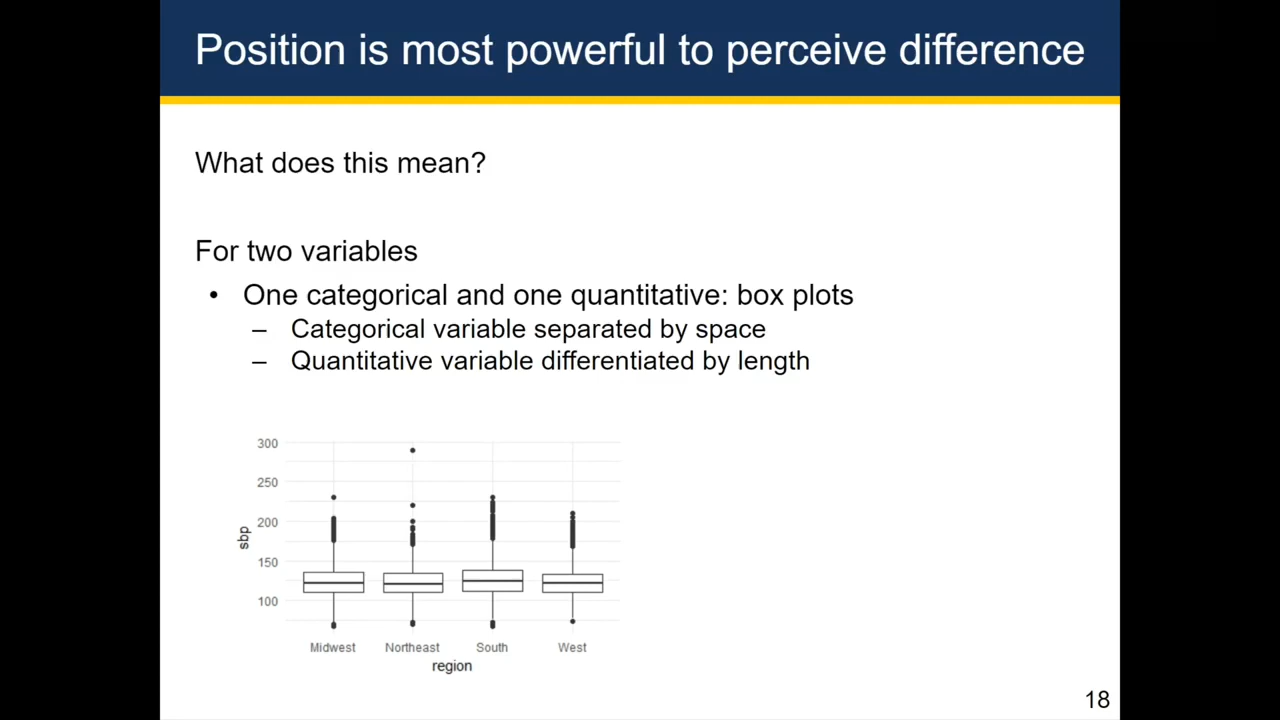 Position is most powerful to perceive difference
What does this mean?
For two variables
• One categorical and one quantitative: box plots
– Categorical variable separated by space
– Quantitative variable differentiated by length
300
250
200
150
100
sbp
Midwest Northeast South West
region
18